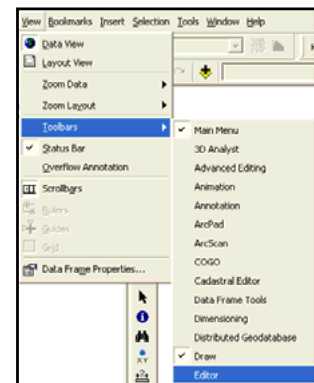 View Bookmarks Insert Selection Tools Window Help
Data View
Layout View
Zoom Data
Zoom Layout
Toolbars
Status Bar
Overflow Annotation
Scrollbars
Rulers
Guides
Grid
Data Frame Properties...
Main Menu
3D Analyst
Advanced Editing
Animation
Annotation
ArcPad
ArcScan
COGO
Cadastral Editor
Data Frame Tools
Dimensioning
Distributed Geodatabase
Draw
Editor
XY